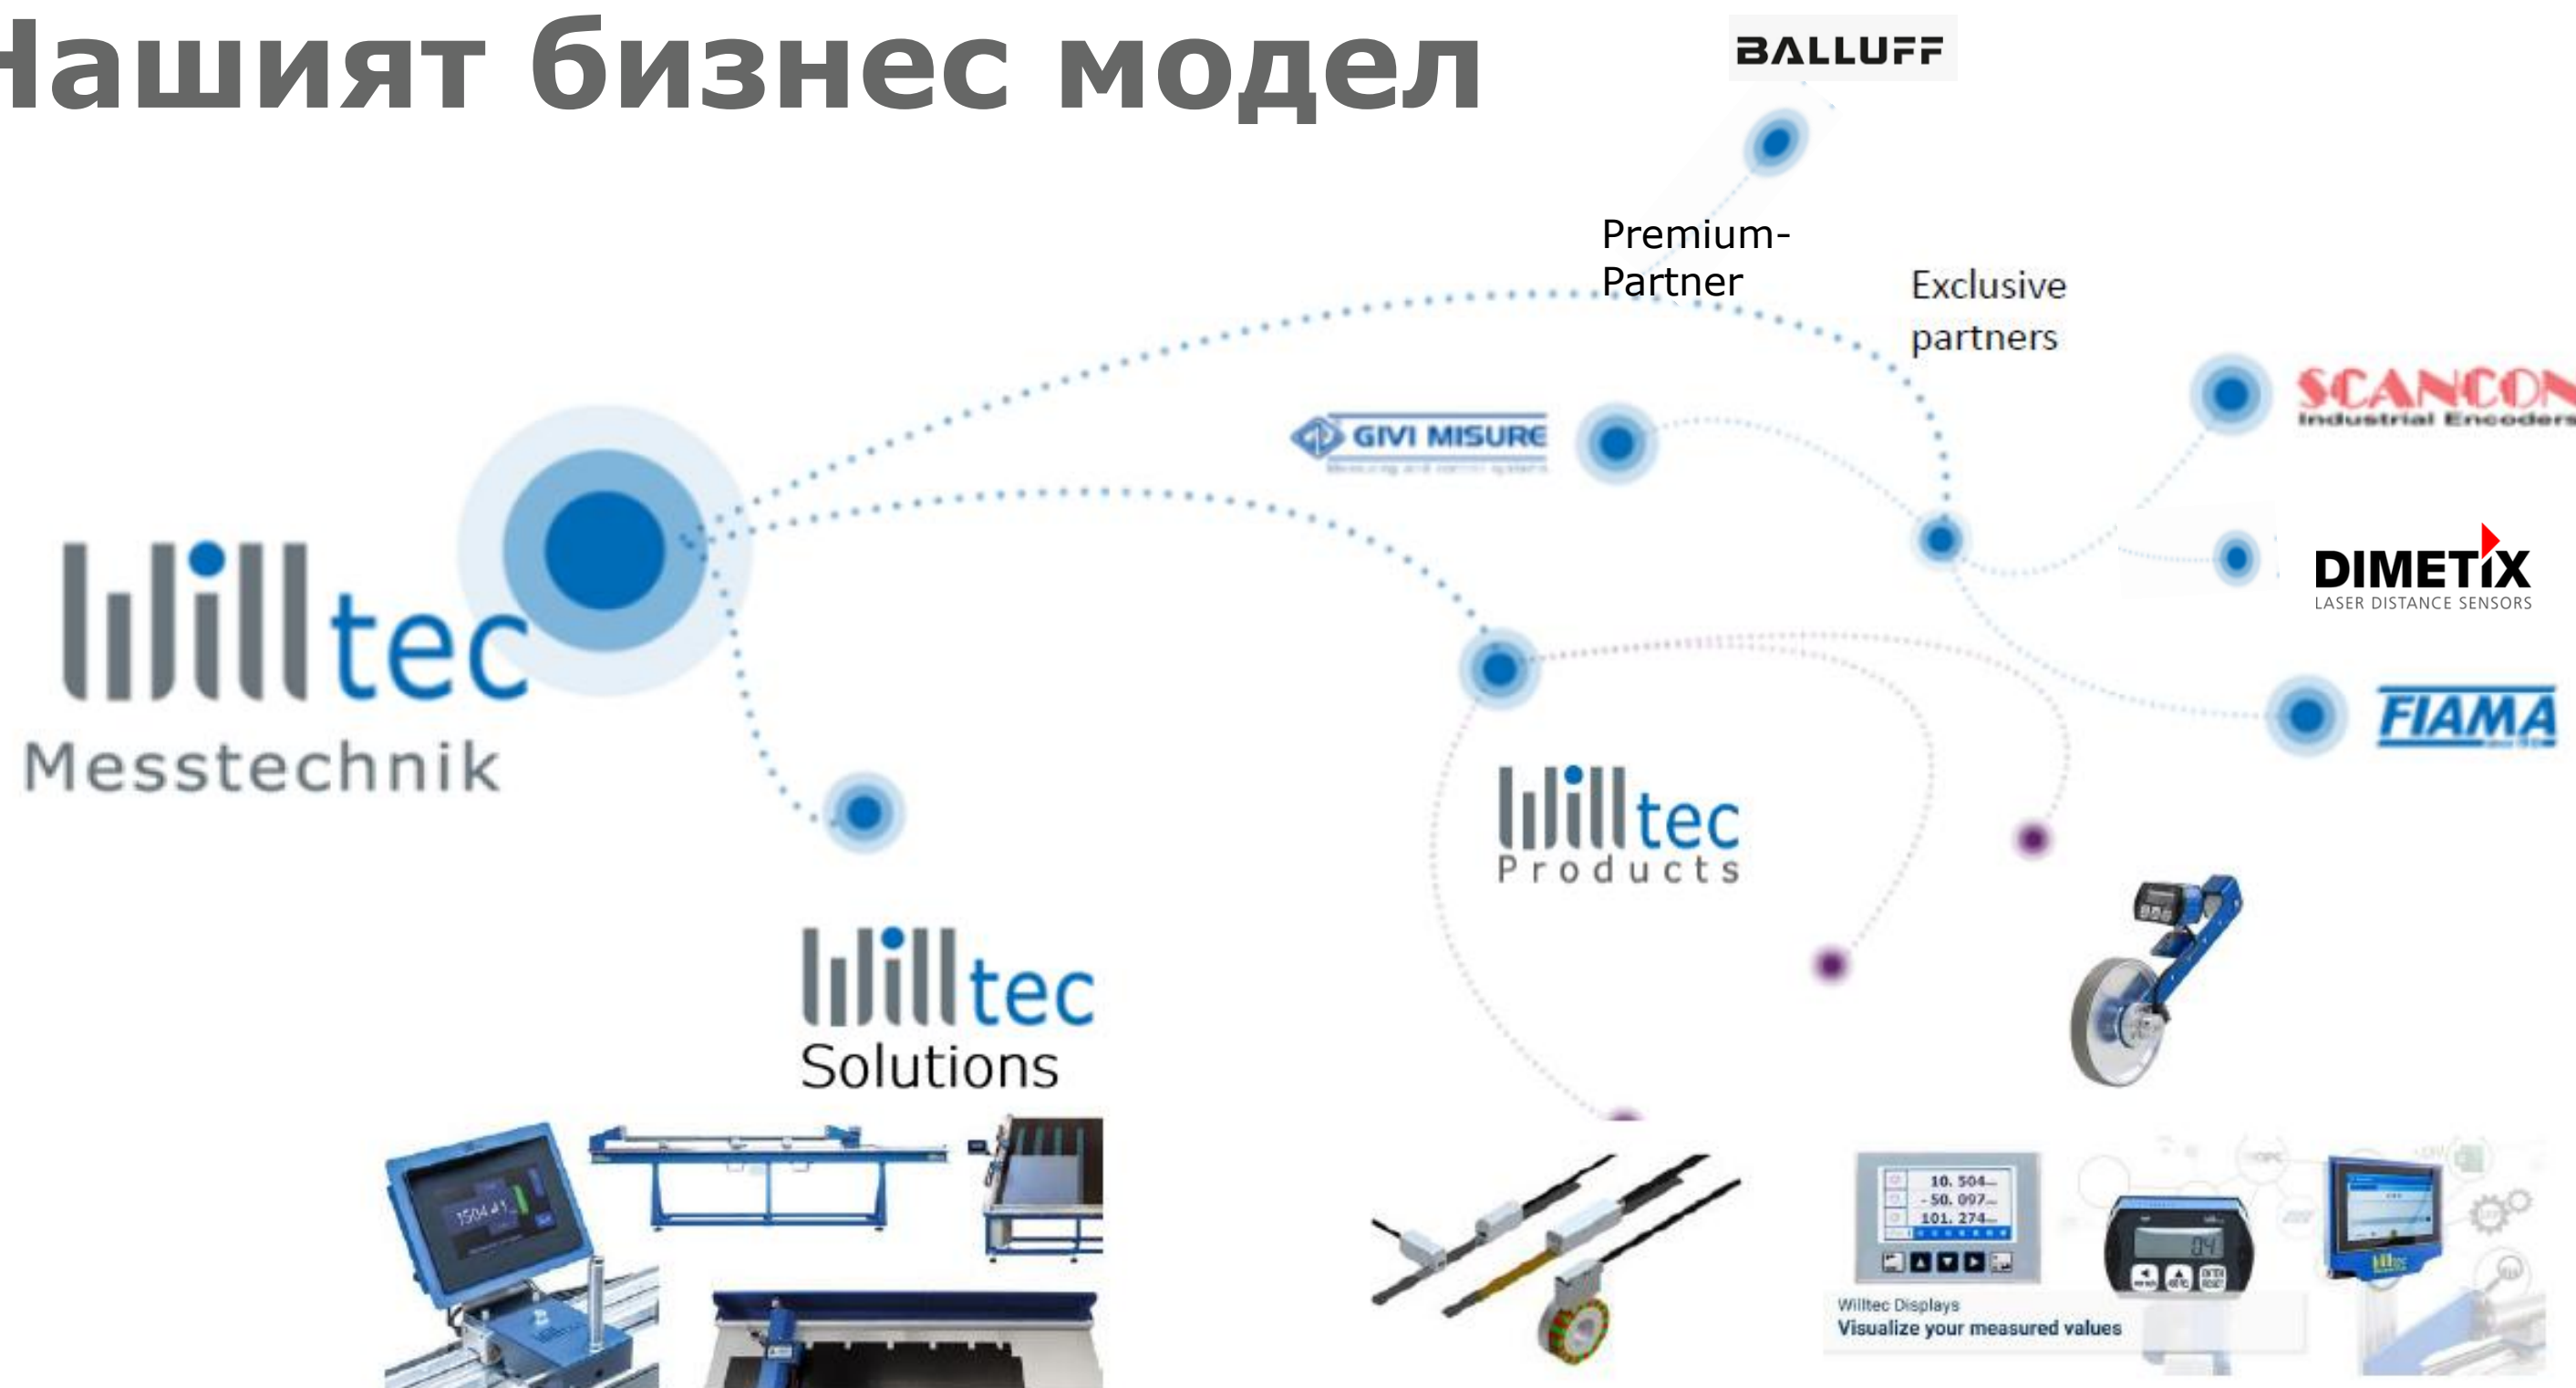 Нашият бизнес модел
BALLUFF
Premium-
Partner
Exclusive
partners
GIVI MISURE
SCANCON
Industrial Encoders
DIMETIX
LASER DISTANCE SENSORS
FIAMA
Willtec
Messtechnik
Willtec
Products
Willtec
Solutions
10.504
-50.097
101.274
Willtec Displays
Visualize your measured values